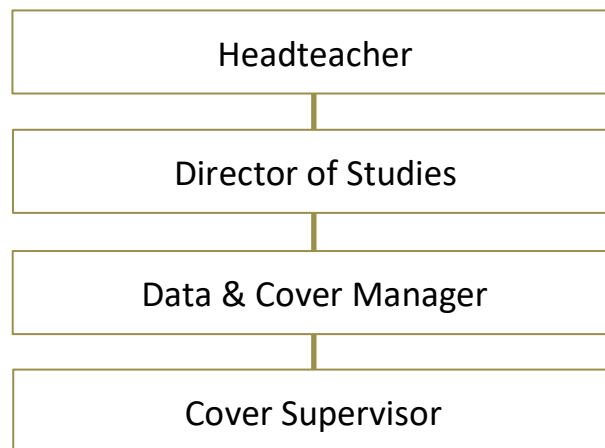 Headteacher
Director of Studies
Data & Cover Manager
Cover Supervisor